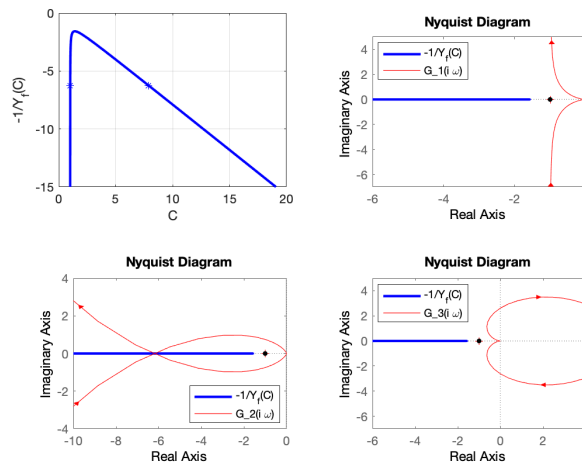 -1/Y_f(C)
0
-5
-10
-15
0 5 10 15 20
C
Nyquist Diagram
Imaginary Axis
4
2
0
-2
-4
-6
-6 -4 -2
Real Axis
-1/Y_f(C)
G_1(i ω)
Nyquist Diagram
Imaginary Axis
4
2
0
-2
-4
-10 -8 -6 -4 -2 0
Real Axis
-1/Y_f(C)
G_2(i ω)
Nyquist Diagram
Imaginary Axis
4
2
0
-2
-4
-6
-6 -4 -2 0 2
Real Axis
-1/Y_f(C)
G_3(i ω)